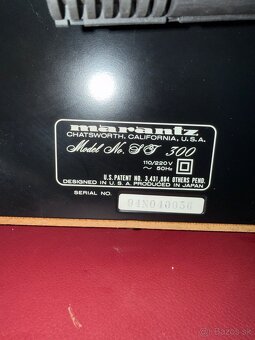 marantz
CHATSWORTH, CALIFORNIA, U.S.A.
Model No. ST 300
110/220V
~ 50Hz
U.S. PATENT NO. 3,431,884 OTHERS PEND.
DESIGNED IN U.S.A PRODUCED IN JAPAN
SERIAL NO.
bazos.sk